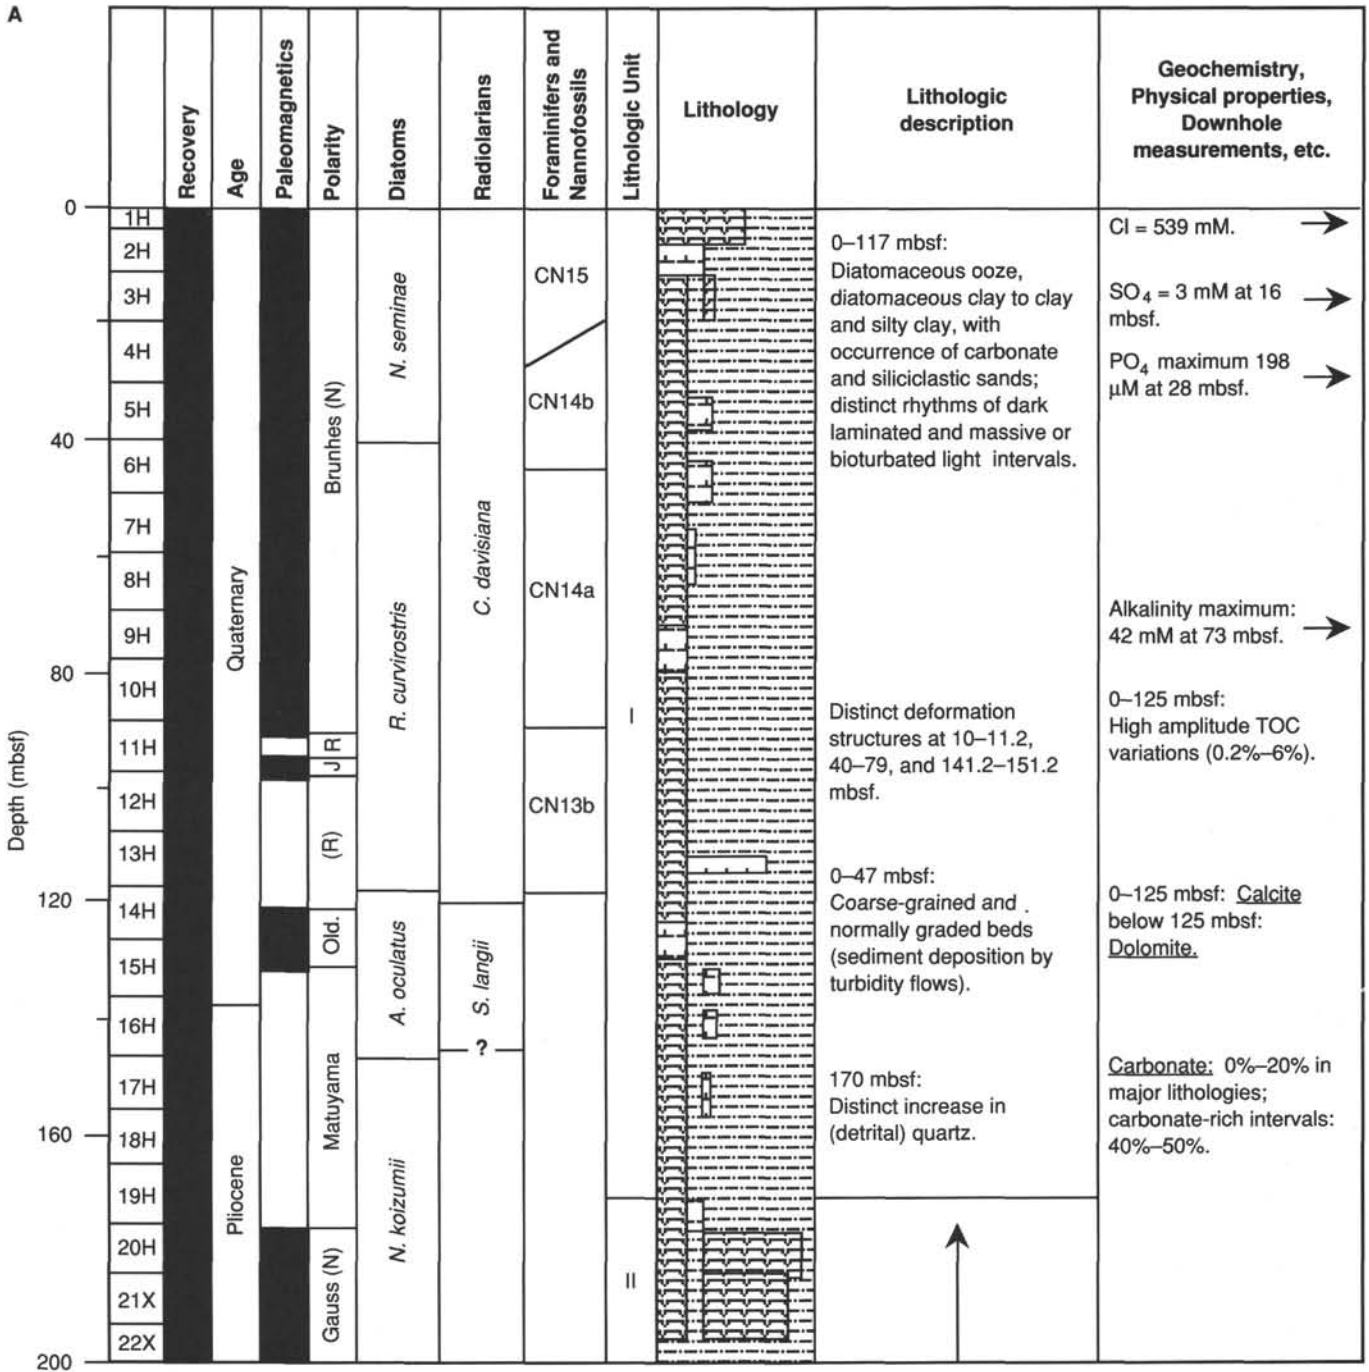 A
Recovery
Age
Paleomagnetics
Polarity
Diatoms
Radiolarians
Foraminifers and
Nannofossils
Lithologic Unit
Lithology
Lithologic
description
Geochemistry,
Physical properties,
Downhole
measurements, etc.
Depth (mbsf)
0
40
80
120
160
200
1H
2H
3H
4H
5H
6H
7H
8H
9H
10H
11H
12H
13H
14H
15H
16H
17H
18H
19H
20H
21X
22X
Quaternary
Pliocene
Brunhes (N)
R
J
(R)
Old.
Matuyama
Gauss (N)
N. seminae
R. curvirostris
A. oculatus
N. koizumii
C. davisiana
S. langii
?
CN15
CN14b
CN14a
CN13b
I
II
0–117 mbsf:
Diatomaceous ooze,
diatomaceous clay to clay
and silty clay, with
occurrence of carbonate
and siliciclastic sands;
distinct rhythms of dark
laminated and massive or
bioturbated light intervals.
Distinct deformation
structures at 10–11.2,
40–79, and 141.2–151.2
mbsf.
0–47 mbsf:
Coarse-grained and
normally graded beds
(sediment deposition by
turbidity flows).
170 mbsf:
Distinct increase in
(detrital) quartz.
Cl = 539 mM.
SO4 = 3 mM at 16
mbsf.
PO4 maximum 198
μM at 28 mbsf.
Alkalinity maximum:
42 mM at 73 mbsf.
0–125 mbsf:
High amplitude TOC
variations (0.2%–6%).
0–125 mbsf: Calcite
below 125 mbsf:
Dolomite.
Carbonate: 0%–20% in
major lithologies;
carbonate-rich intervals:
40%–50%.